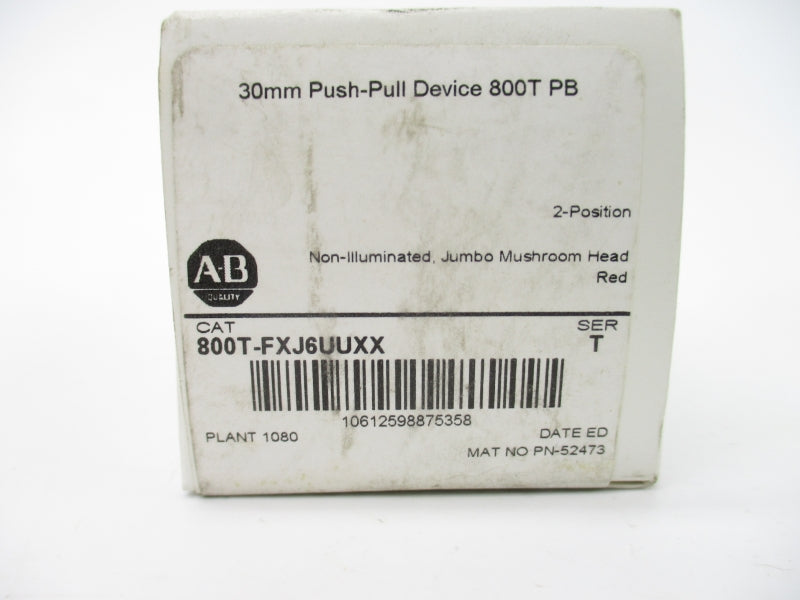 30mm Push-Pull Device 800T PB
2-Position
Non-Illuminated, Jumbo Mushroom Head
Red
A-B
QUALITY
CAT
SER
800T-FXJ6UUXX
T
10612598875358
PLANT 1080
DATE ED
MAT NO PN-52473